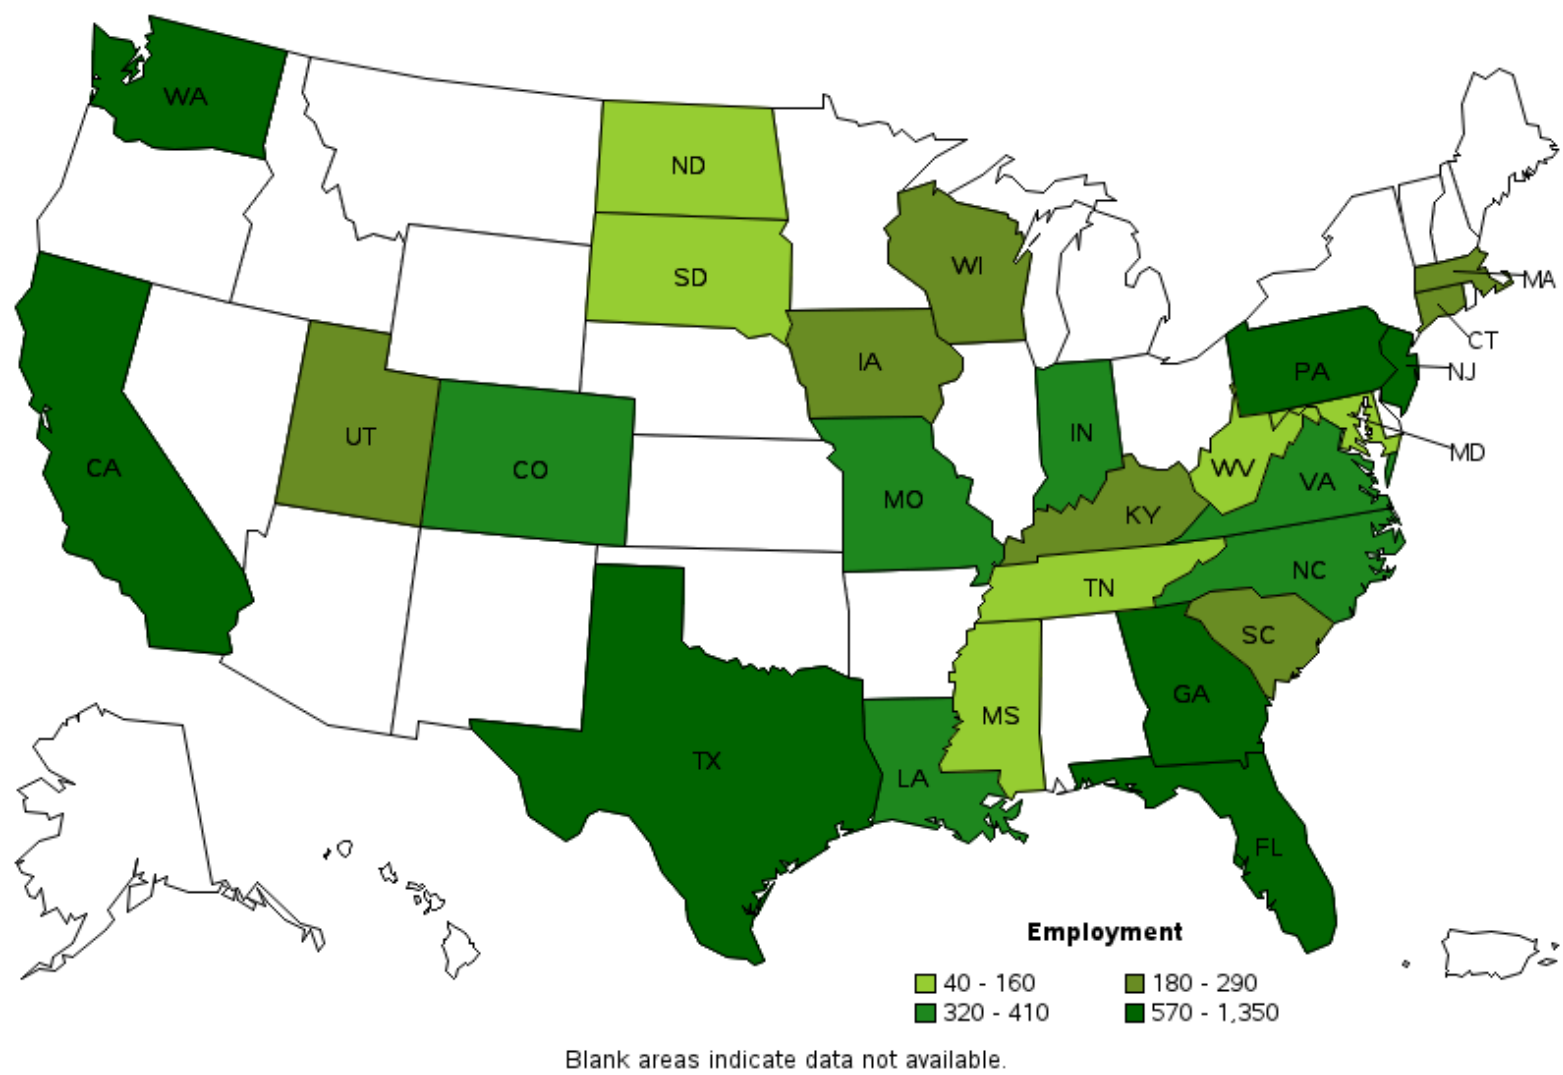 WA
ND
MA
WI
SD
CT
IA
PA
NJ
IN
UT
MD
CO
WV
CA
VA
MO
KY
NC
TN
SC
GA
MS
TX
LA
FL
Employment
40 - 160
180 - 290
320 - 410
570 - 1,350
Blank areas indicate data not available.